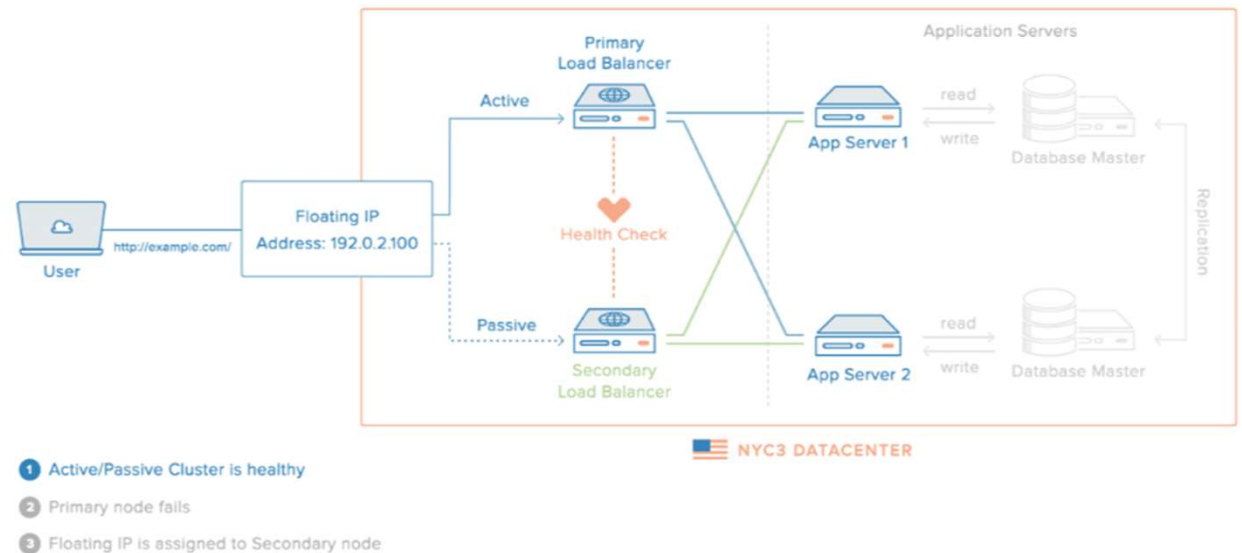 Application Servers
Primary
Load Balancer
Active
read
write
App Server 1
Database Master
Floating IP
Address: 192.0.2.100
http://example.com/
User
Health Check
Replication
Passive
read
write
Secondary
Load Balancer
App Server 2
Database Master
NYC3 DATACENTER
1 Active/Passive Cluster is healthy
2 Primary node fails
3 Floating IP is assigned to Secondary node